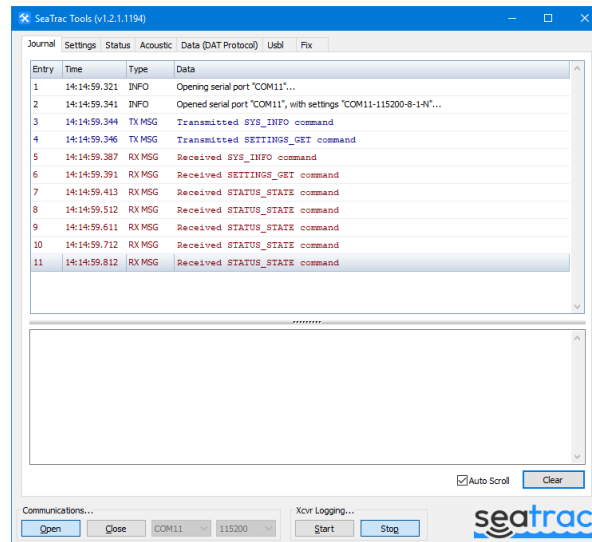 SeaTrac Tools (v1.2.1.1194)
Journal Settings Status Acoustic Data (DAT Protocol) Usbl Fix
Entry Time Type Data
1 14:14:59.321 INFO Opening serial port "COM11"...
2 14:14:59.341 INFO Opened serial port "COM11", with settings "COM11-115200-8-1-N"...
3 14:14:59.344 TX MSG Transmitted SYS_INFO command
4 14:14:59.346 TX MSG Transmitted SETTINGS_GET command
5 14:14:59.387 RX MSG Received SYS_INFO command
6 14:14:59.391 RX MSG Received SETTINGS_GET command
7 14:14:59.413 RX MSG Received STATUS_STATE command
8 14:14:59.512 RX MSG Received STATUS_STATE command
9 14:14:59.611 RX MSG Received STATUS_STATE command
10 14:14:59.712 RX MSG Received STATUS_STATE command
11 14:14:59.812 RX MSG Received STATUS_STATE command
Auto Scroll Clear
Communications... Xcvr Logging...
Open Close COM11 115200 Start Stop
seatrac